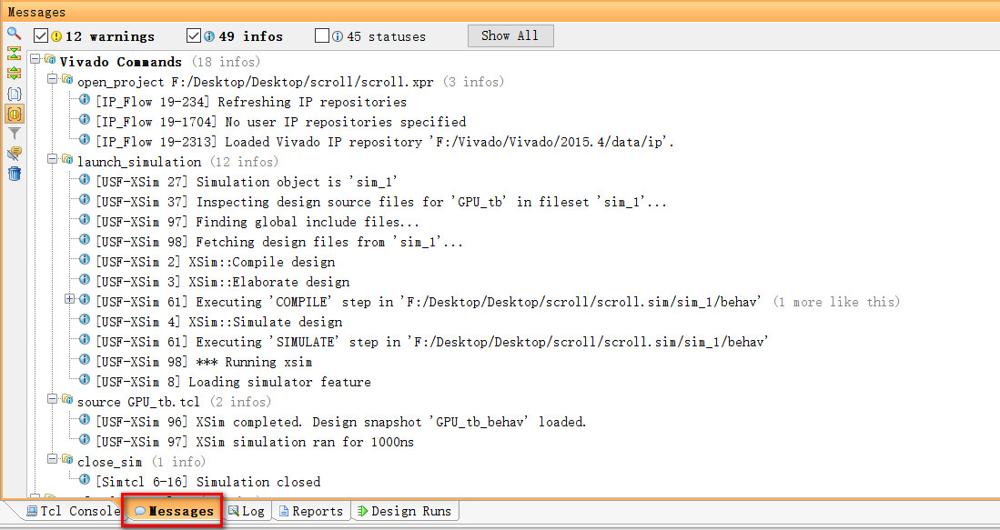 Messages
12 warnings 49 infos 45 statuses Show All
Vivado Commands (18 infos)
open_project F:/Desktop/Desktop/scroll/scroll.xpr (3 infos)
[IP_Flow 19-234] Refreshing IP repositories
[IP_Flow 19-1704] No user IP repositories specified
[IP_Flow 19-2313] Loaded Vivado IP repository 'F:/Vivado/Vivado/2015.4/data/ip'.
launch_simulation (12 infos)
[USF-XSim 27] Simulation object is 'sim_1'
[USF-XSim 37] Inspecting design source files for 'GPU_tb' in fileset 'sim_1'...
[USF-XSim 97] Finding global include files...
[USF-XSim 98] Fetching design files from 'sim_1'...
[USF-XSim 2] XSim::Compile design
[USF-XSim 3] XSim::Elaborate design
[USF-XSim 61] Executing 'COMPILE' step in 'F:/Desktop/Desktop/scroll/scroll.sim/sim_1/behav' (1 more like this)
[USF-XSim 4] XSim::Simulate design
[USF-XSim 61] Executing 'SIMULATE' step in 'F:/Desktop/Desktop/scroll/scroll.sim/sim_1/behav'
[USF-XSim 98] *** Running xsim
[USF-XSim 8] Loading simulator feature
source GPU_tb.tcl (2 infos)
[USF-XSim 96] XSim completed. Design snapshot 'GPU_tb_behav' loaded.
[USF-XSim 97] XSim simulation ran for 1000ns
close_sim (1 info)
[Simtcl 6-16] Simulation closed
Tcl Console Messages Log Reports Design Runs